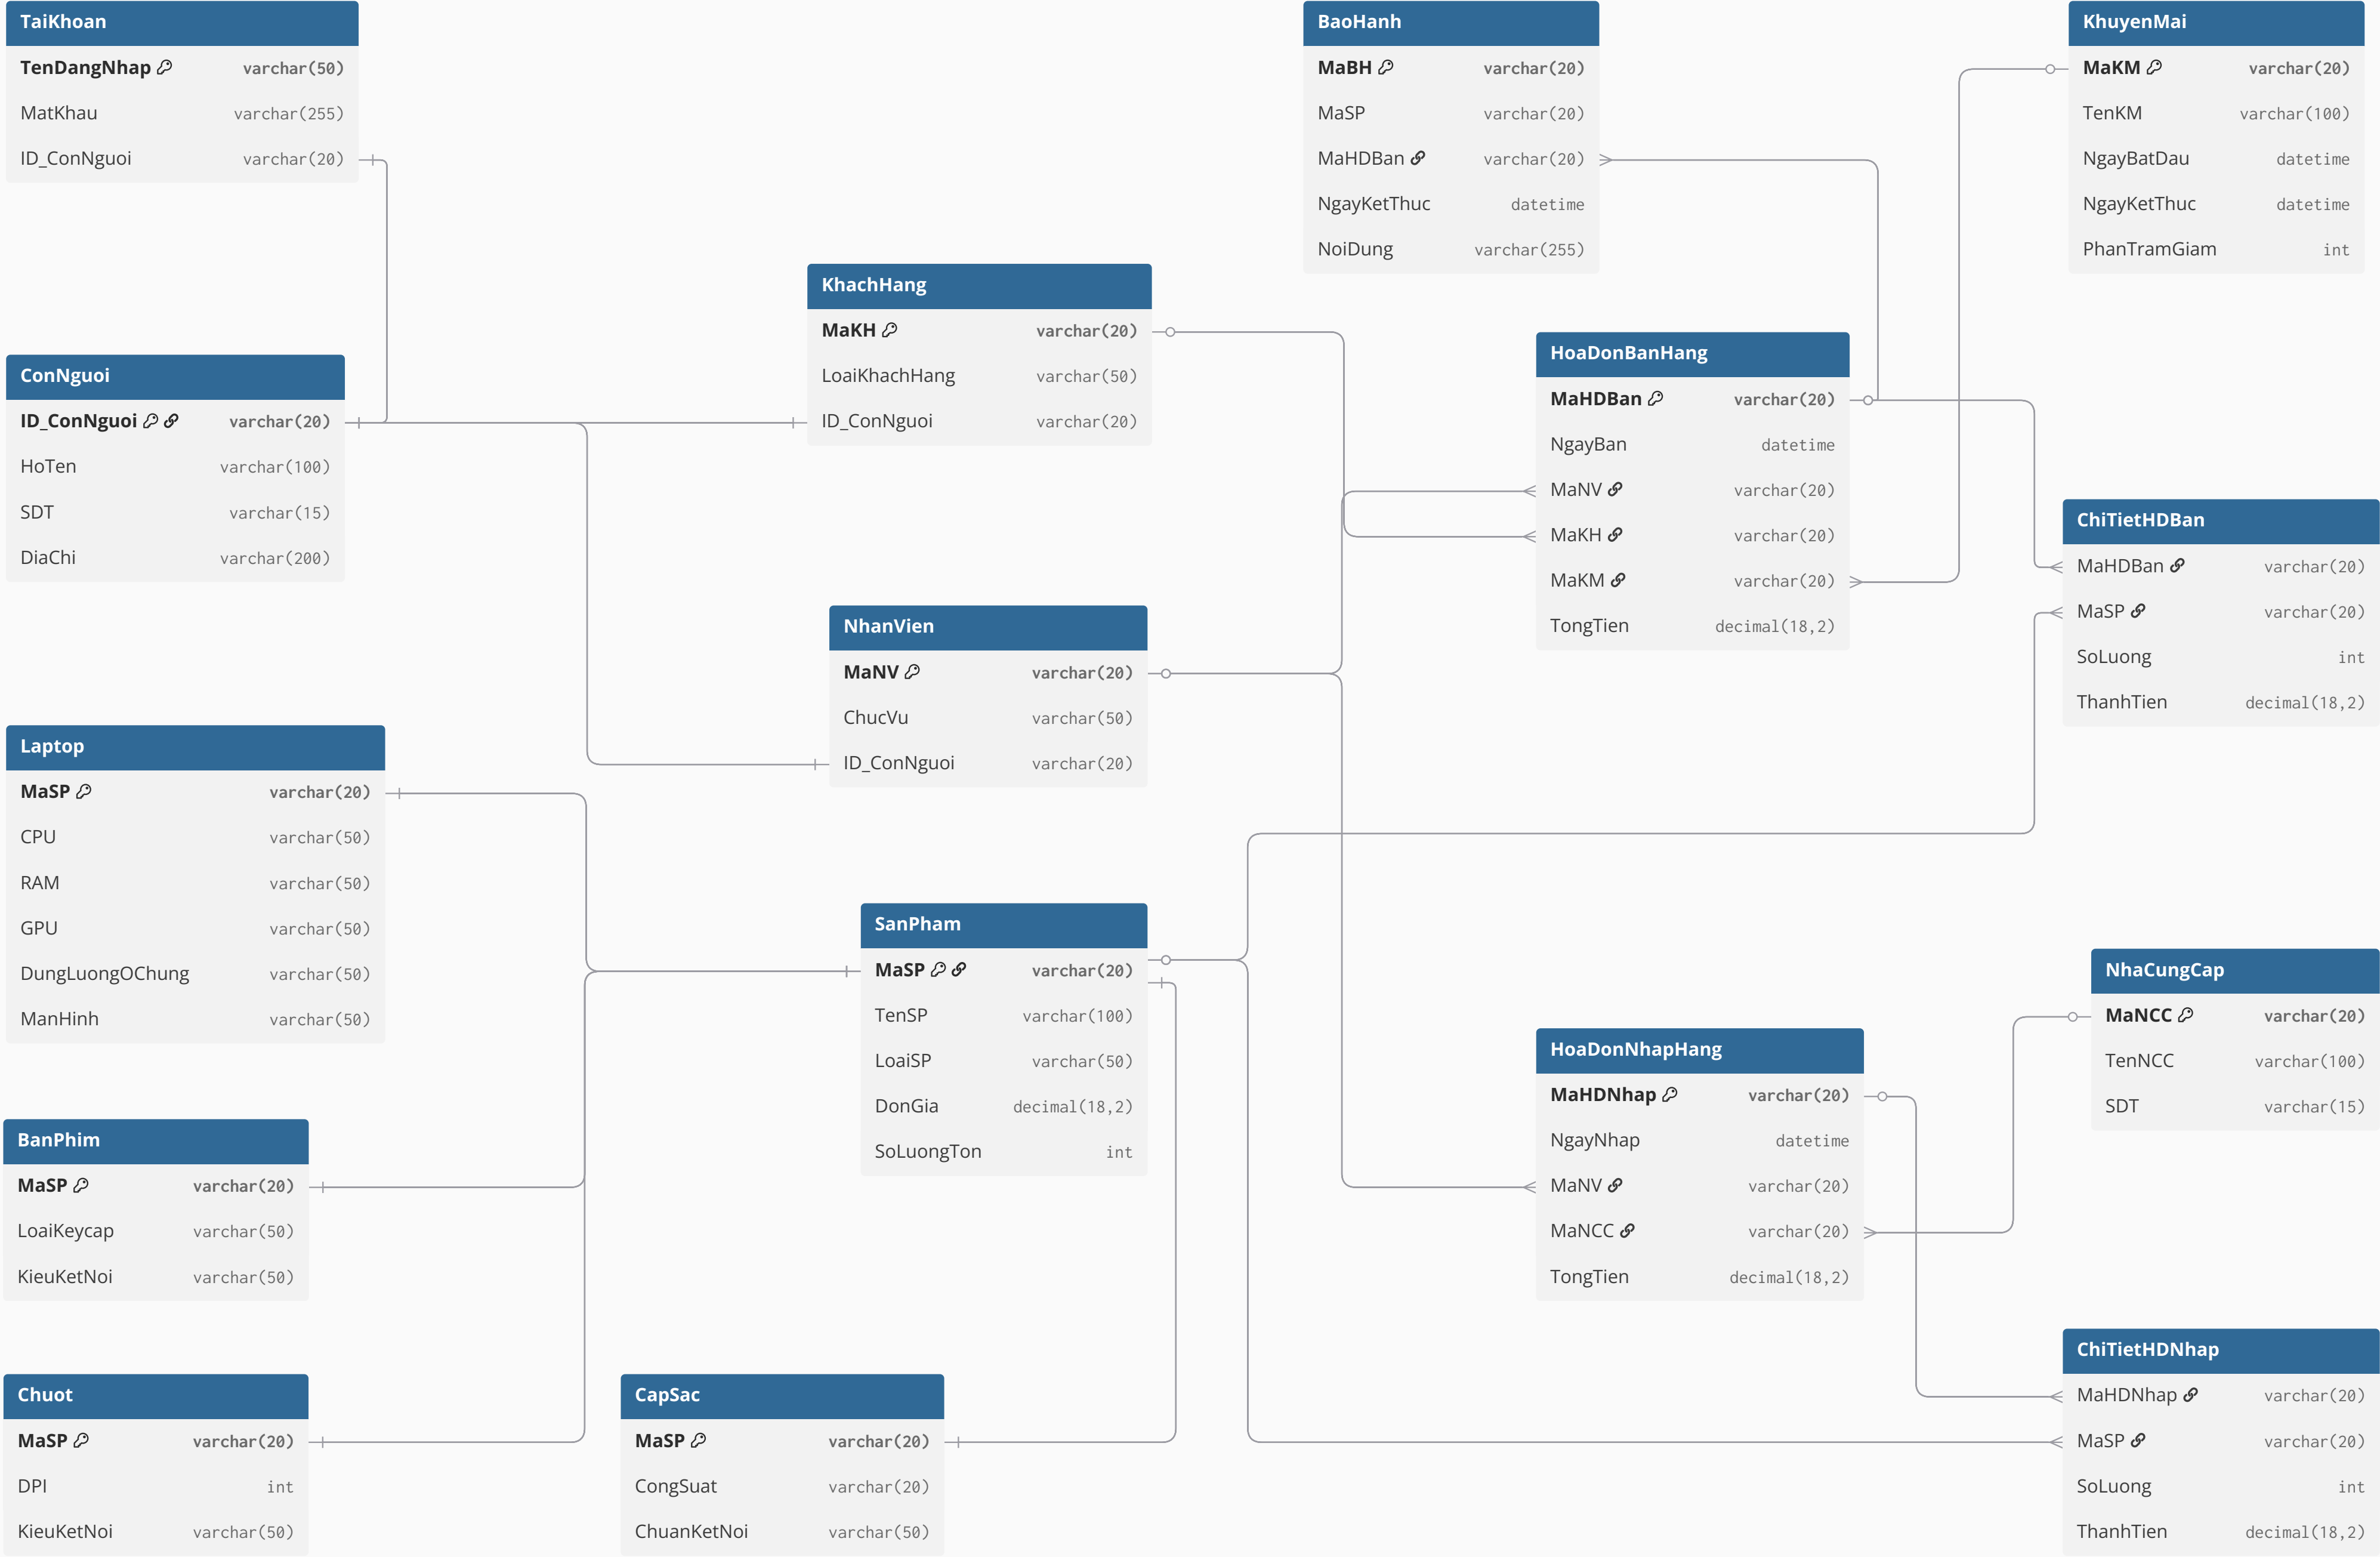 TaiKhoan
TenDangNhap varchar(50)
MatKhau varchar(255)
ID_ConNguoi varchar(20)
ConNguoi
ID_ConNguoi varchar(20)
HoTen varchar(100)
SDT varchar(15)
DiaChi varchar(200)
Laptop
MaSP varchar(20)
CPU varchar(50)
RAM varchar(50)
GPU varchar(50)
DungLuongOChung varchar(50)
ManHinh varchar(50)
BanPhim
MaSP varchar(20)
LoaiKeycap varchar(50)
KieuKetNoi varchar(50)
Chuot
MaSP varchar(20)
DPI int
KieuKetNoi varchar(50)
KhachHang
MaKH varchar(20)
LoaiKhachHang varchar(50)
ID_ConNguoi varchar(20)
NhanVien
MaNV varchar(20)
ChucVu varchar(50)
ID_ConNguoi varchar(20)
SanPham
MaSP varchar(20)
TenSP varchar(100)
LoaiSP varchar(50)
DonGia decimal(18,2)
SoLuongTon int
CapSac
MaSP varchar(20)
CongSuat varchar(20)
ChuanKetNoi varchar(50)
BaoHanh
MaBH varchar(20)
MaSP varchar(20)
MaHDBan varchar(20)
NgayKetThuc datetime
NoiDung varchar(255)
HoaDonBanHang
MaHDBan varchar(20)
NgayBan datetime
MaNV varchar(20)
MaKH varchar(20)
MaKM varchar(20)
TongTien decimal(18,2)
HoaDonNhapHang
MaHDNhap varchar(20)
NgayNhap datetime
MaNV varchar(20)
MaNCC varchar(20)
TongTien decimal(18,2)
KhuyenMai
MaKM varchar(20)
TenKM varchar(100)
NgayBatDau datetime
NgayKetThuc datetime
PhanTramGiam int
ChiTietHDBan
MaHDBan varchar(20)
MaSP varchar(20)
SoLuong int
ThanhTien decimal(18,2)
NhaCungCap
MaNCC varchar(20)
TenNCC varchar(100)
SDT varchar(15)
ChiTietHDNhap
MaHDNhap varchar(20)
MaSP varchar(20)
SoLuong int
ThanhTien decimal(18,2)